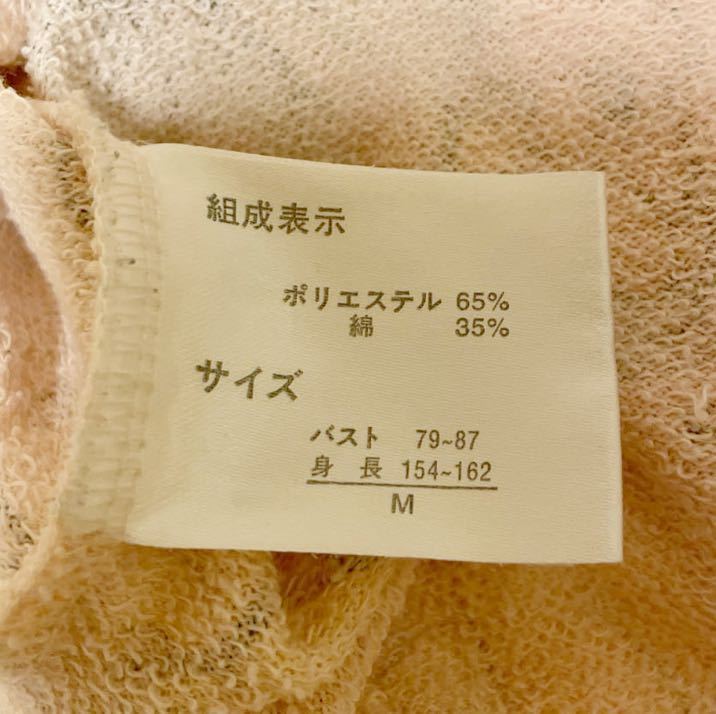 組成表示
ポリエステル 65%
綿 35%
サイズ
バスト 79~87
身長 154~162
M